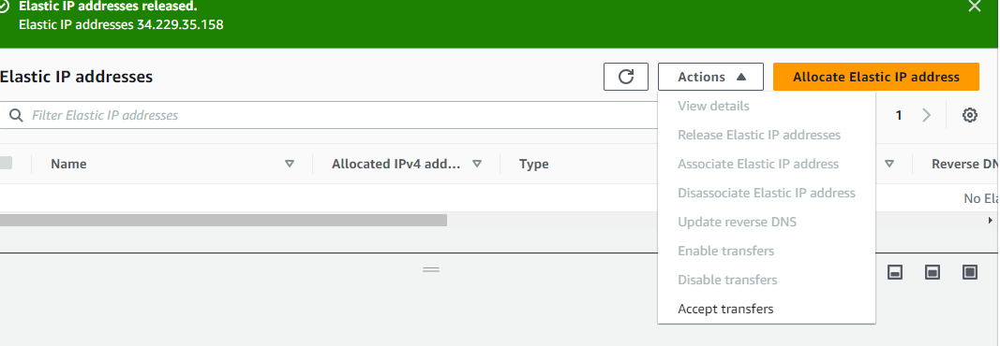 Elastic IP addresses released.
Elastic IP addresses 34.229.35.158
Elastic IP addresses
Actions
Allocate Elastic IP address
Filter Elastic IP addresses
1
View details
Release Elastic IP addresses
Associate Elastic IP address
Disassociate Elastic IP address
Update reverse DNS
Enable transfers
Disable transfers
Accept transfers
Name
Allocated IPv4 add...
Type
Reverse DN
No Ela